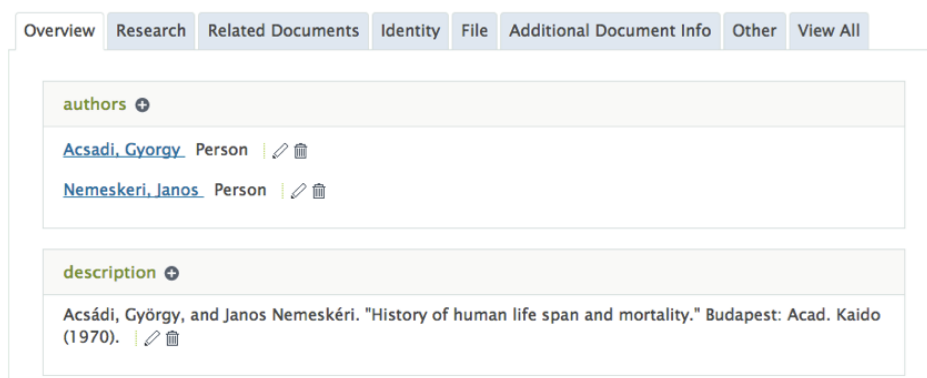 Overview Research Related Documents Identity File Additional Document Info Other View All
authors
Acsadi, Gyorgy Person
Nemeskeri, Janos Person
description
Acsádi, György, and Janos Nemeskéri. "History of human life span and mortality." Budapest: Acad. Kaido
(1970).